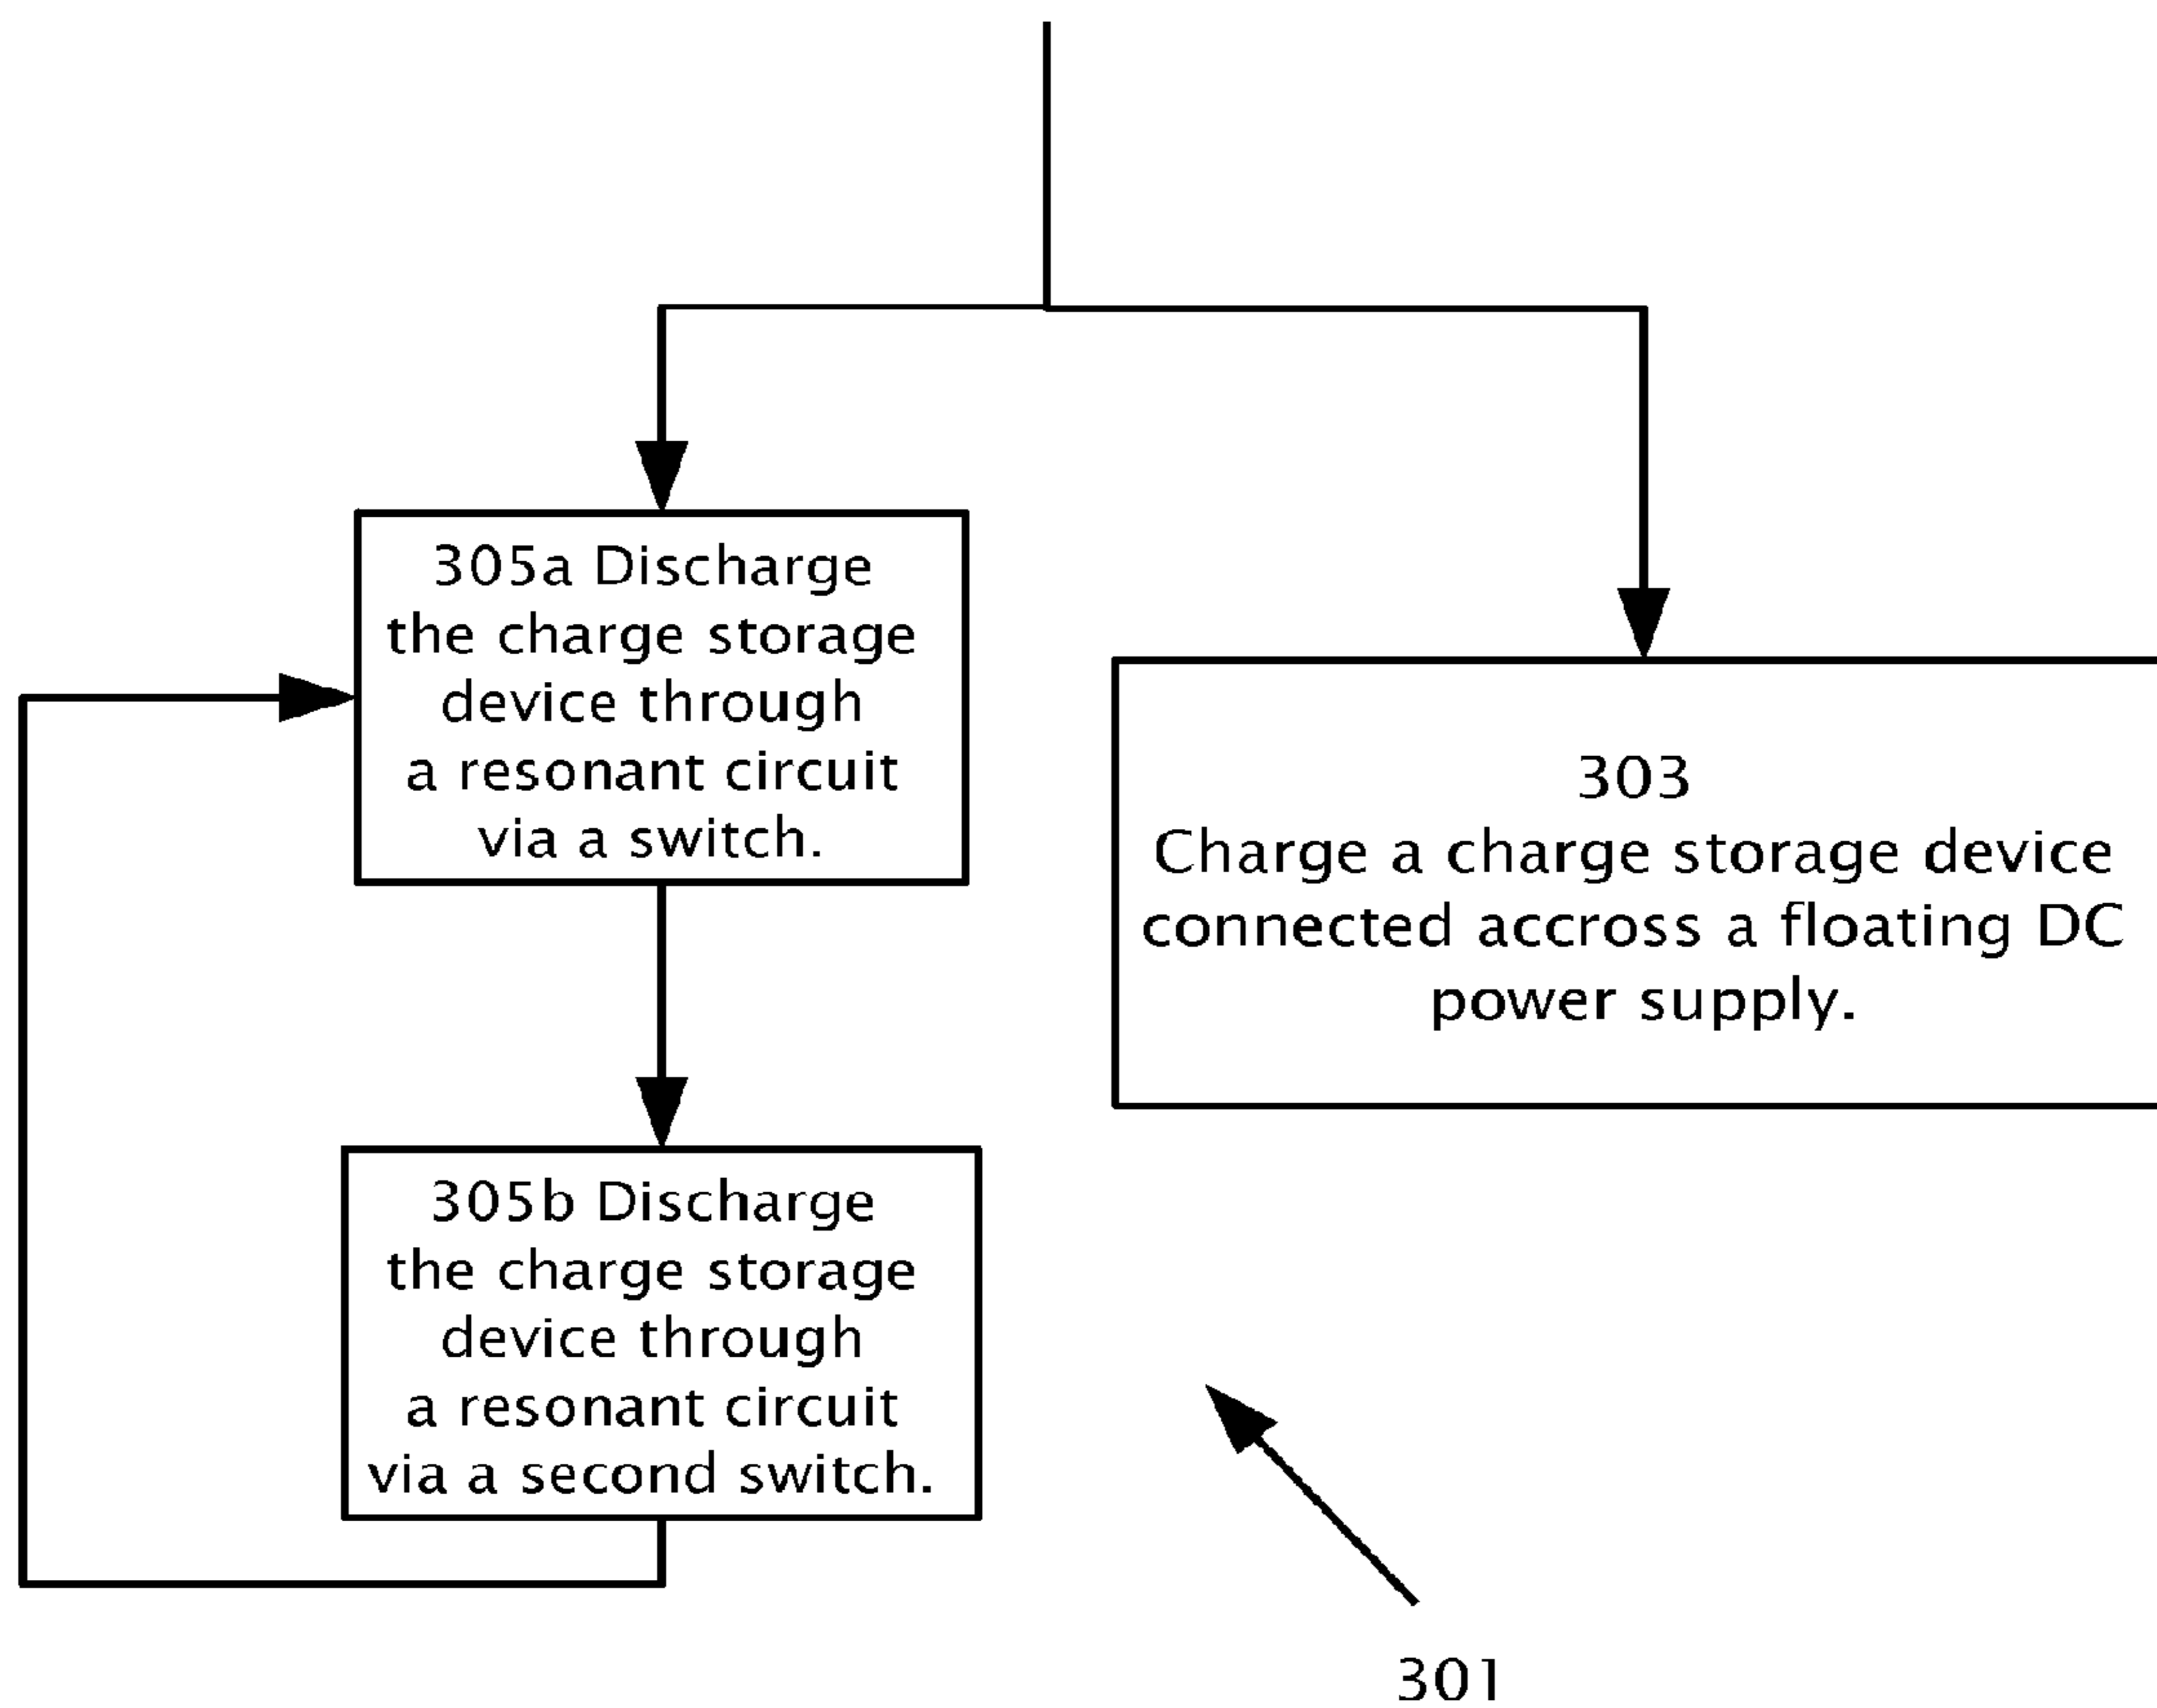 305a Discharge
the charge storage
device through
a resonant circuit
via a switch.
303
Charge a charge storage device
connected accross a floating DC
power supply.
305b Discharge
the charge storage
device through
a resonant circuit
via a second switch.
301